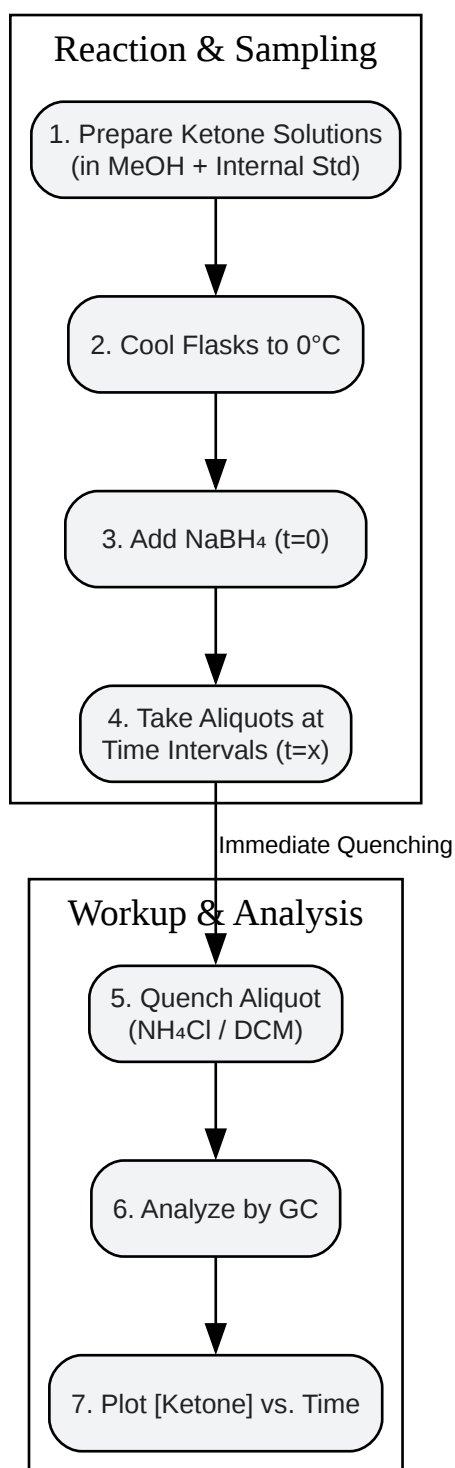 Reaction & Sampling
1. Prepare Ketone Solutions
(in MeOH + Internal Std)
2. Cool Flasks to 0°C
3. Add NaBH₄ (t=0)
4. Take Aliquots at
Time Intervals (t=x)
Immediate Quenching
Workup & Analysis
5. Quench Aliquot
(NH₄Cl / DCM)
6. Analyze by GC
7. Plot [Ketone] vs. Time